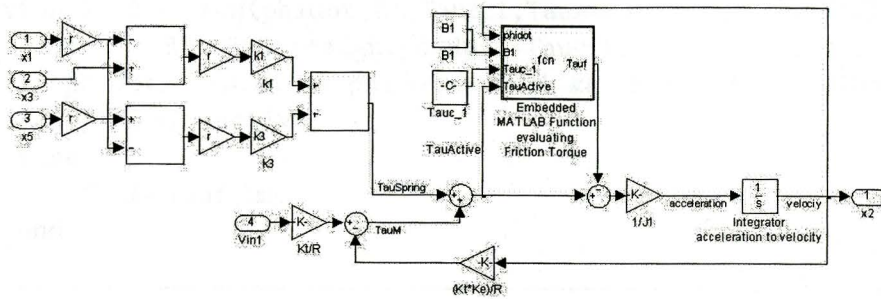 1
x1
r
2
x3
3
x5
r
r
k1
k1
r
k3
k3
B1
B1
-C-
Tauc_1
phidot
B1
Tauc_1
TauActive
fcn
Tauf
Embedded
MATLAB Function
evaluating
Friction Torque
TauActive
TauSpring
4
Vin1
-K-
Kt/R
TauM
-K-
(Kt*Ke)/R
-K-
1/J1
acceleration
1
s
Integrator
acceleration to velocity
velociy
1
x2